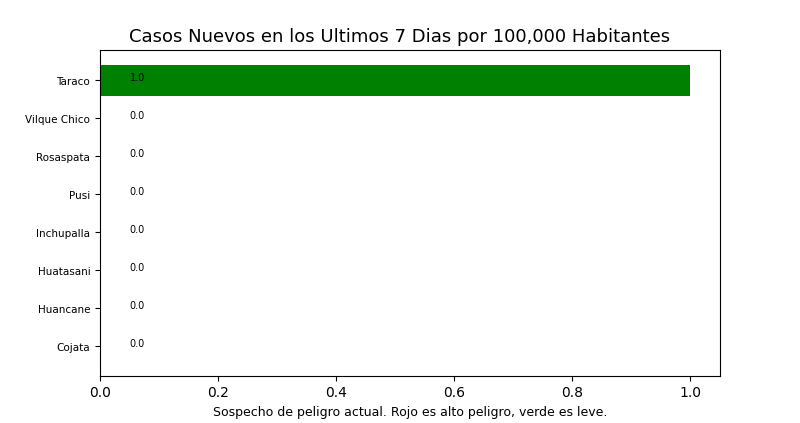 Casos Nuevos en los Ultimos 7 Dias por 100,000 Habitantes
Taraco 1.0
Vilque Chico 0.0
Rosaspata 0.0
Pusi 0.0
Inchupalla 0.0
Huatasani 0.0
Huancane 0.0
Cojata 0.0
0.0 0.2 0.4 0.6 0.8 1.0
Sospecho de peligro actual. Rojo es alto peligro, verde es leve.